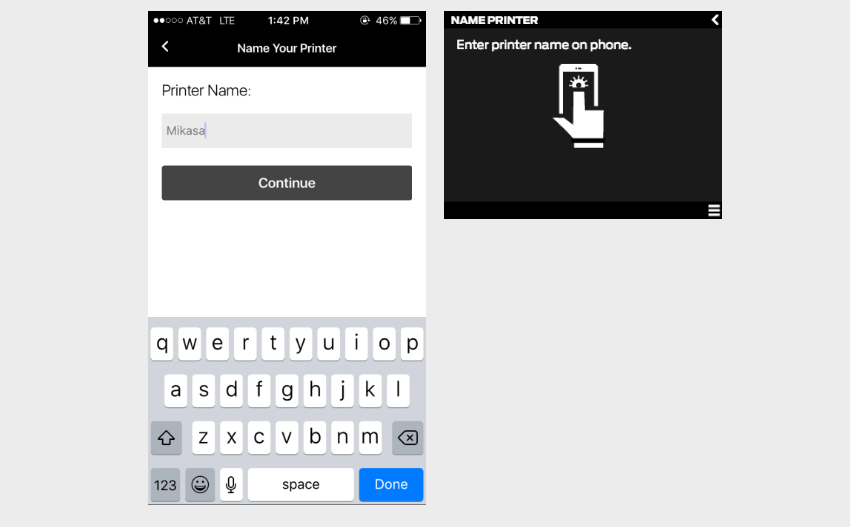 AT&T LTE 1:42 PM 46%
Name Your Printer
Printer Name:
Mikasa
Continue
q w e r t y u i o p
a s d f g h j k l
z x c v b n m
123 space Done
NAME PRINTER
Enter printer name on phone.